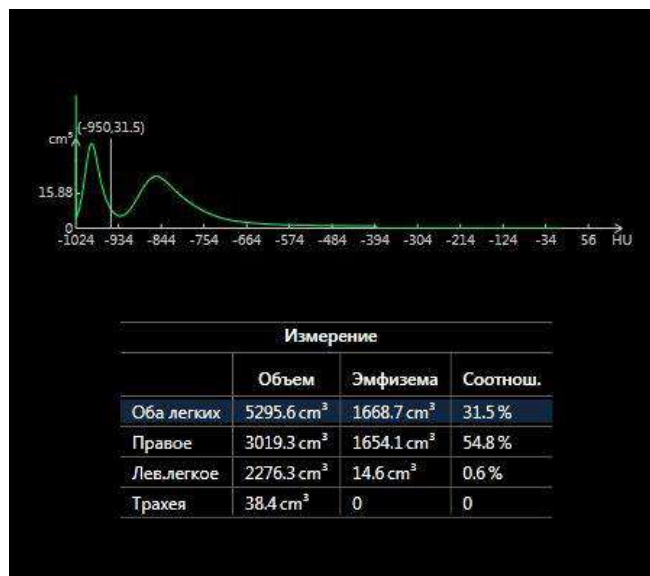 (-950,31.5)
cm³
15.88
0
-1024 -934 -844 -754 -664 -574 -484 -394 -304 -214 -124 -34 56 HU
Измерение
Объем Эмфизема Соотнош.
Оба легких 5295.6 cm³ 1668.7 cm³ 31.5 %
Правое 3019.3 cm³ 1654.1 cm³ 54.8 %
Лев.легкое 2276.3 cm³ 14.6 cm³ 0.6 %
Трахея 38.4 cm³ 0 0